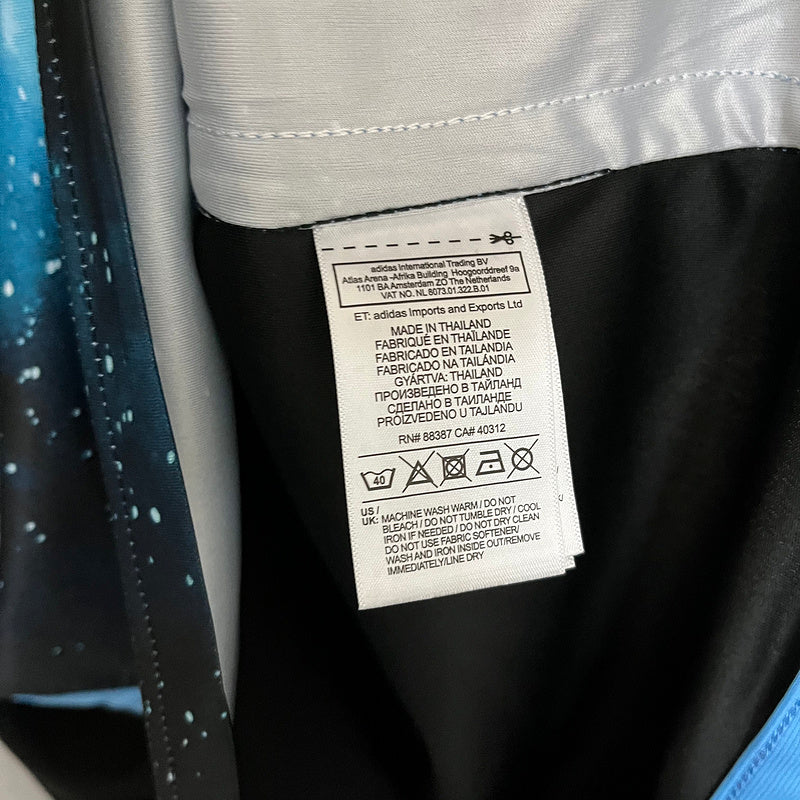 adidas International Trading BV
Atlas Arena -Afrika Building Hoogoorddreef 9a
1101 BA Amsterdam ZO The Netherlands
VAT NO. NL 8073.01.322.B.01
ET: adidas Imports and Exports Ltd
MADE IN THAILAND
FABRIQUÉ EN THAÏLANDE
FABRICADO EN TAILANDIA
FABRICADO NA TAILÂNDIA
GYÁRTVA: THAILAND
ПРОИЗВЕДЕНО В ТАЙЛАНД
СДЕЛАНО В ТАИЛАНДЕ
PROIZVEDENO U TAJLANDU
RN# 88387 CA# 40312
40
US /
UK: MACHINE WASH WARM / DO NOT
BLEACH / DO NOT TUMBLE DRY / COOL
IRON IF NEEDED / DO NOT DRY CLEAN
DO NOT USE FABRIC SOFTENER/
WASH AND IRON INSIDE OUT/REMOVE
IMMEDIATELY/LINE DRY